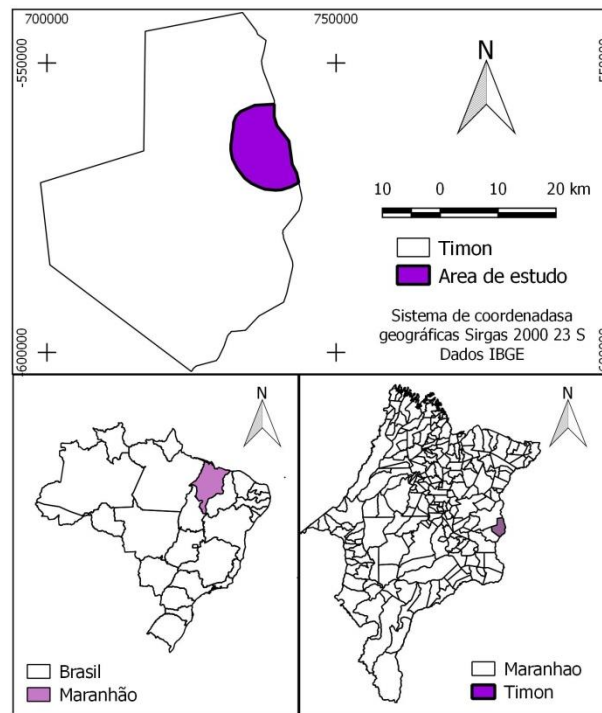 700000
750000
-550000
550000
N
10 0 10 20 km
Timon
Area de estudo
Sistema de coordenadasa
geográficas Sirgas 2000 23 S
Dados IBGE
600000
N
N
Brasil
Maranhão
Maranhao
Timon